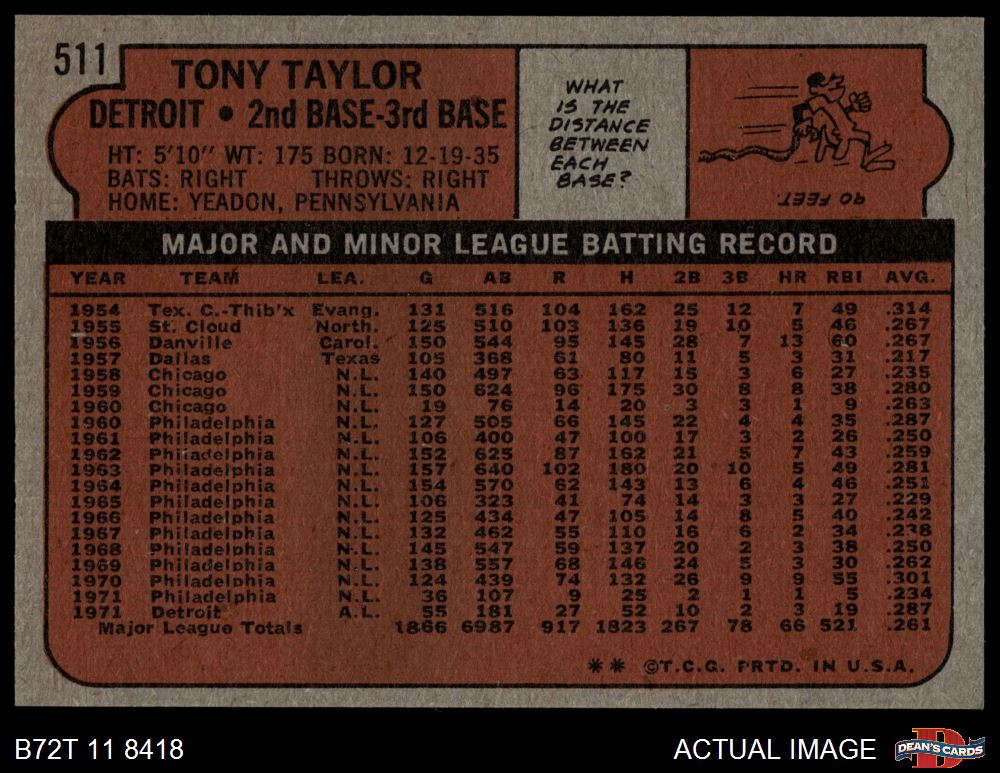 511
TONY TAYLOR
DETROIT • 2nd BASE-3rd BASE
HT: 5'10" WT: 175 BORN: 12-19-35
BATS: RIGHT THROWS: RIGHT
HOME: YEADON, PENNSYLVANIA
WHAT
IS THE
DISTANCE
BETWEEN
EACH
BASE?
90 FEET.
MAJOR AND MINOR LEAGUE BATTING RECORD
YEAR TEAM LEA. G AB R H 2B 3B HR RBI AVG.
1954 Tex. C.-Thib'x Evang. 131 516 104 162 25 12 7 49 .314
1955 St. Cloud North. 125 510 103 136 19 10 5 46 .267
1956 Danville Carol. 150 544 95 145 28 7 13 60 .267
1957 Dallas Texas 105 368 61 80 11 5 3 31 .217
1958 Chicago N.L. 140 497 63 117 15 3 6 27 .235
1959 Chicago N.L. 150 624 96 175 30 8 8 38 .280
1960 Chicago N.L. 19 76 14 20 3 3 1 9 .263
1960 Philadelphia N.L. 127 505 66 145 22 4 4 35 .287
1961 Philadelphia N.L. 106 400 47 100 17 3 2 26 .250
1962 Philadelphia N.L. 152 625 87 162 21 5 7 43 .259
1963 Philadelphia N.L. 157 640 102 180 20 10 5 49 .281
1964 Philadelphia N.L. 154 570 62 143 13 6 4 46 .251
1965 Philadelphia N.L. 106 323 41 74 14 3 3 27 .229
1966 Philadelphia N.L. 125 434 47 105 14 8 5 40 .242
1967 Philadelphia N.L. 132 462 55 110 16 6 2 34 .238
1968 Philadelphia N.L. 145 547 59 137 20 2 3 38 .250
1969 Philadelphia N.L. 138 557 68 146 24 5 3 30 .262
1970 Philadelphia N.L. 124 439 74 132 26 9 9 55 .301
1971 Philadelphia N.L. 36 107 9 25 2 1 1 5 .234
1971 Detroit A.L. 55 181 27 52 10 2 3 19 .287
Major League Totals 1866 6987 917 1823 267 78 66 521 .261
** ©T.C.G. PRTD. IN U.S.A.
B72T 11 8418
ACTUAL IMAGE
DEAN'S CARDS